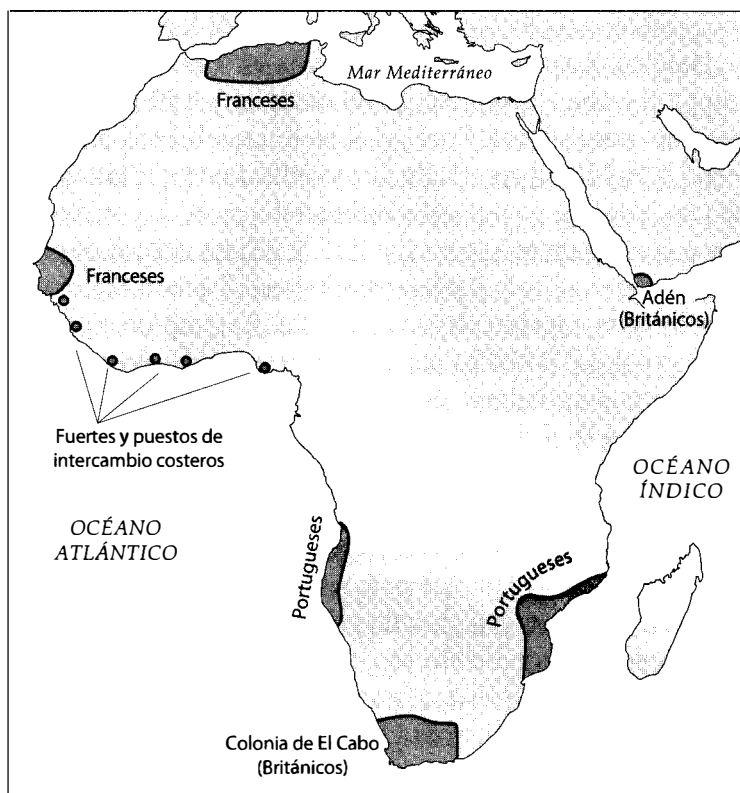 Mar Mediterráneo
Franceses
Franceses
Adén
(Británicos)
Fuertes y puestos de
intercambio costeros
OCÉANO
ÍNDICO
OCÉANO
ATLÁNTICO
Portugueses
Portugueses
Colonia de El Cabo
(Británicos)